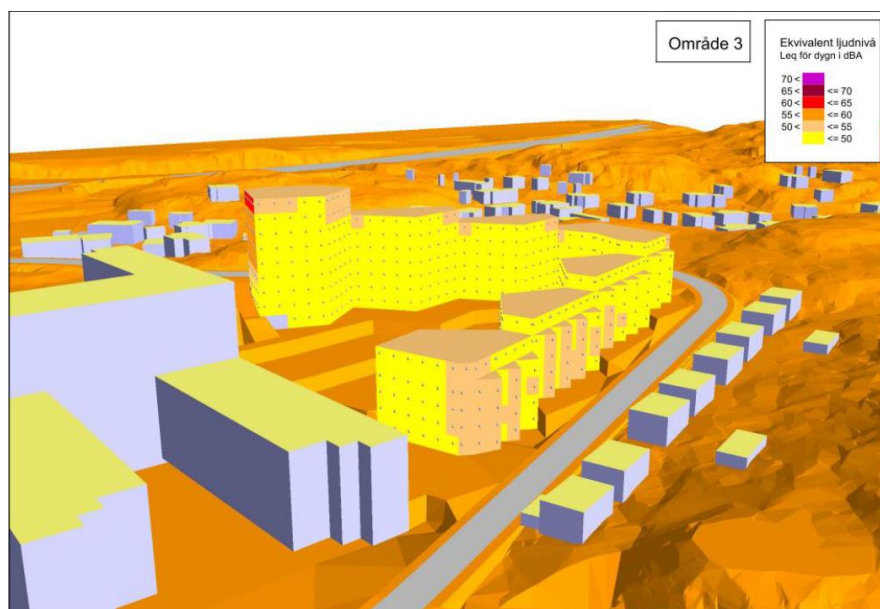 Område 3
Ekvivalent ljudnivå
Leq för dygn i dBA
70 <
65 < <= 70
60 < <= 65
55 < <= 60
50 < <= 55
<= 50